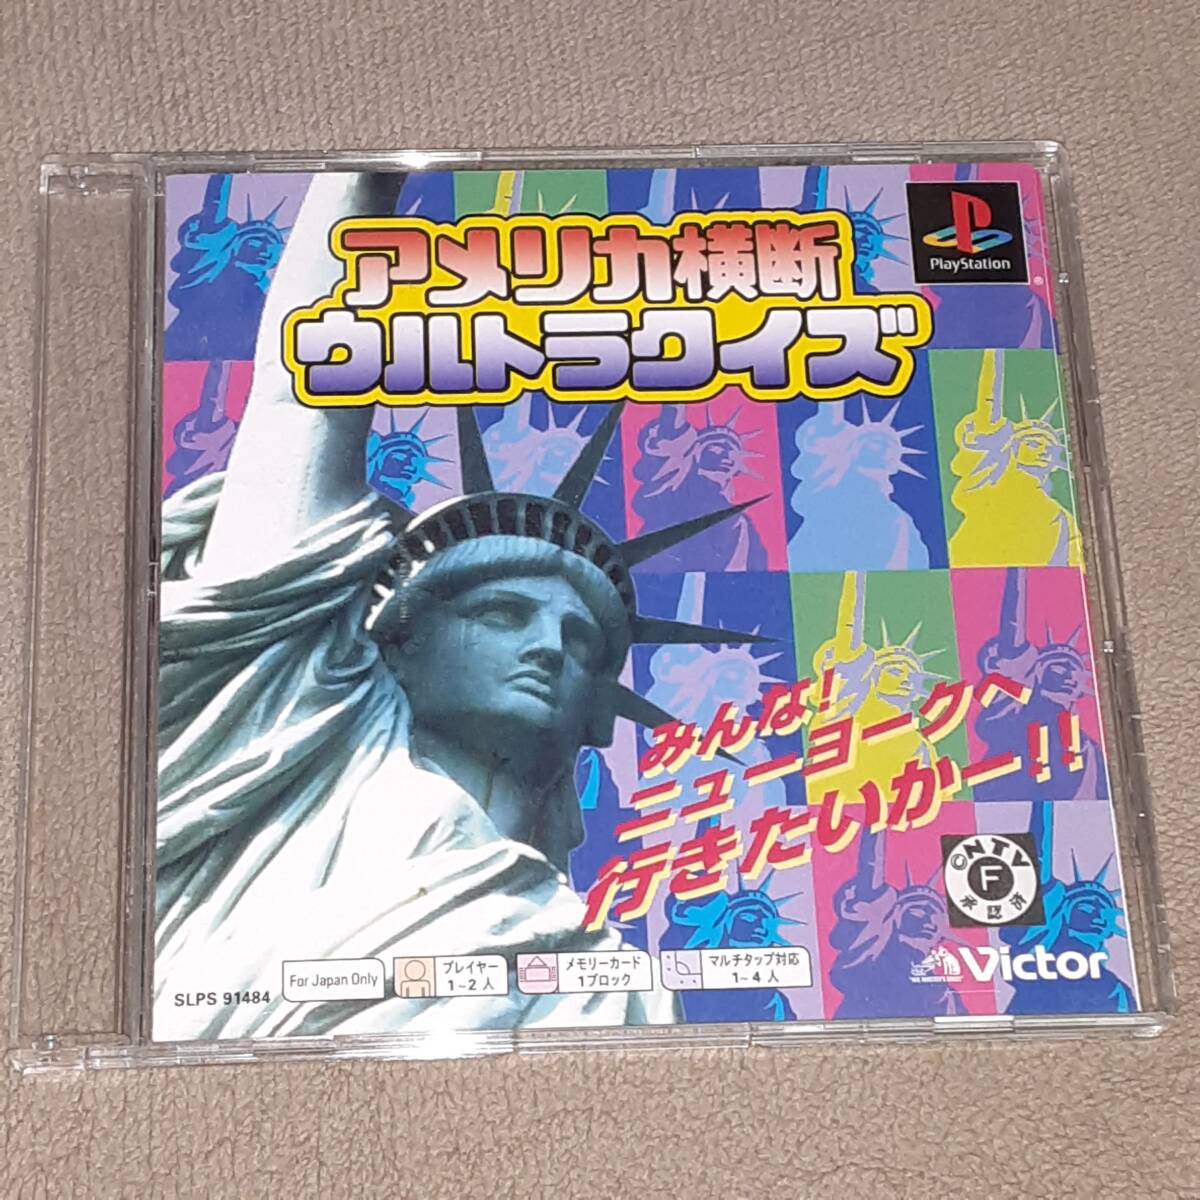 アメリカ横断
ウルトラクイズ
PlayStation
®
みんな!
ニューヨークへ
行きたいかー!!
©NTV
F
承認済
Victor
"HIS MASTER'S VOICE"
SLPS 91484
For Japan Only
プレイヤー
1~2人
メモリーカード
1ブロック
マルチタップ対応
1~4人